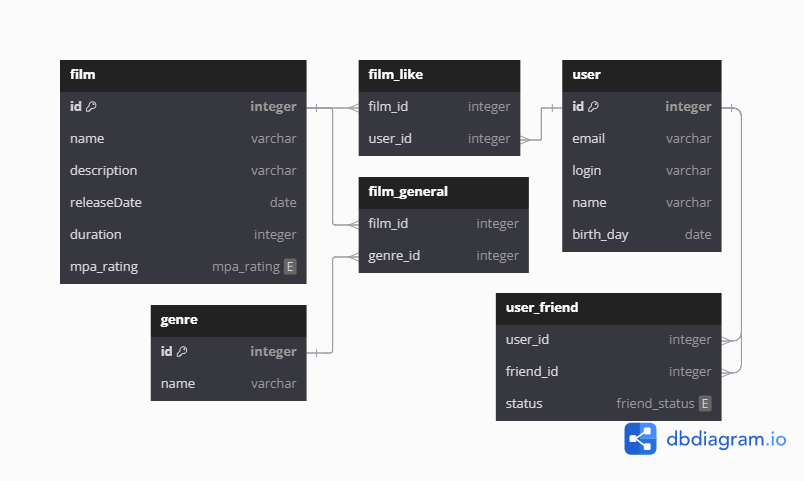 film
id integer
name varchar
description varchar
releaseDate date
duration integer
mpa_rating mpa_rating E
film_like
film_id integer
user_id integer
user
id integer
email varchar
login varchar
name varchar
birth_day date
film_general
film_id integer
genre_id integer
genre
id integer
name varchar
user_friend
user_id integer
friend_id integer
status friend_status E
dbdiagram.io